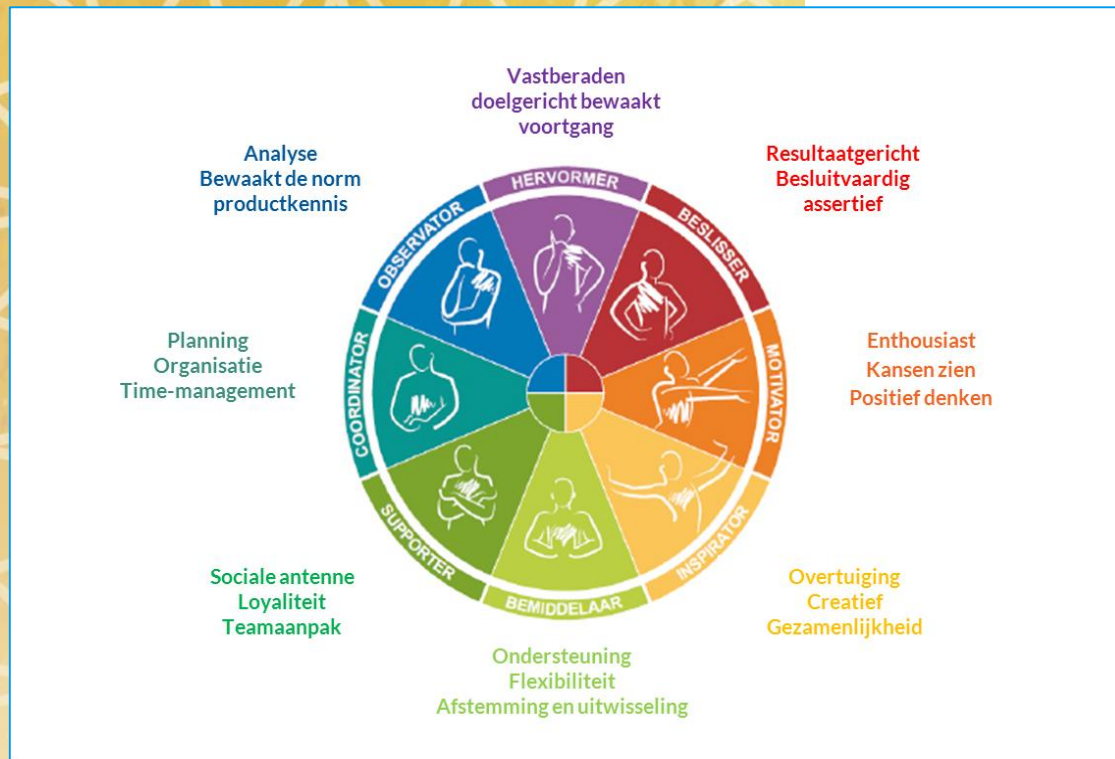 Vastberaden
doelgericht bewaakt
voortgang
Analyse
Bewaakt de norm
productkennis
Resultaatgericht
Besluitvaardig
assertief
HERVORMER
OBSERVATOR
BESLISSER
Planning
Organisatie
Time-management
COORDINATOR
MOTIVATOR
Enthousiast
Kansen zien
Positief denken
SUPPORTER
BEMIDDELAAR
INSPIRATOR
Sociale antenne
Loyaliteit
Teamaanpak
Overtuiging
Creatief
Gezamenlijkheid
Ondersteuning
Flexibiliteit
Afstemming en uitwisseling